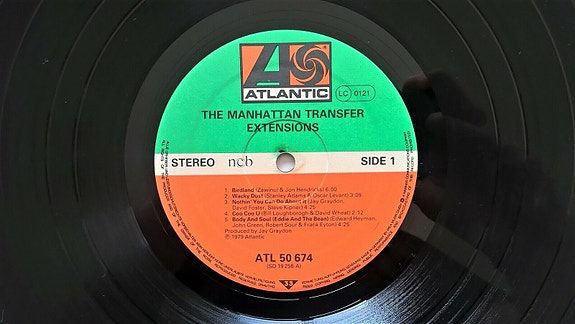 ATLANTIC
LC 0121
THE MANHATTAN TRANSFER
EXTENSIONS
STEREO ncb SIDE 1
1. Birdland (Zawinul & Jon Hendricks) 6:00
2. Wacky Dust (Stanley Adams & Oscar Levant) 3:09
3. Nothin' You Can Do About It (Jay Graydon,
David Foster, Steve Kipner) 4:25
4. Coo Coo U (Bill Loughborough & David Wheat) 2:12
5. Body And Soul (Eddie And The Bean) (Edward Heyman,
John Green, Robert Sour & Frank Eyton) 4:25
Produced by Jay Graydon
℗ 1979 Atlantic
ATL 50 674
(SD 19 258 A)
33